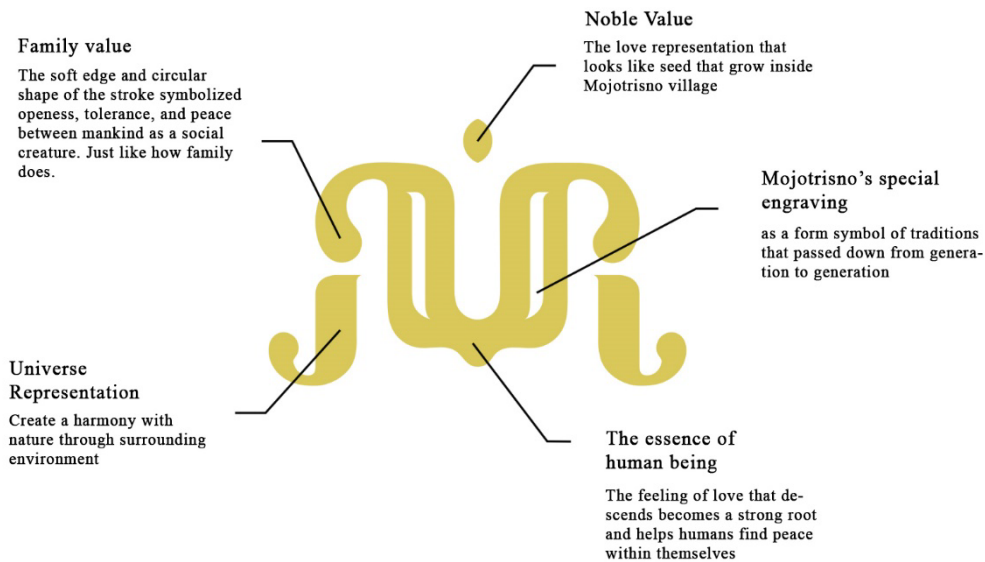 Family value
The soft edge and circular
shape of the stroke symbolized
openess, tolerance, and peace
between mankind as a social
creature. Just like how family
does.
Noble Value
The love representation that
looks like seed that grow inside
Mojotrisno village
Mojotrisno’s special
engraving
as a form symbol of traditions
that passed down from genera-
tion to generation
Universe
Representation
Create a harmony with
nature through surrounding
environment
The essence of
human being
The feeling of love that de-
scends becomes a strong root
and helps humans find peace
within themselves